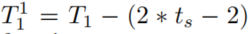 T_1^1 = T_1 − (2 * t_s − 2)